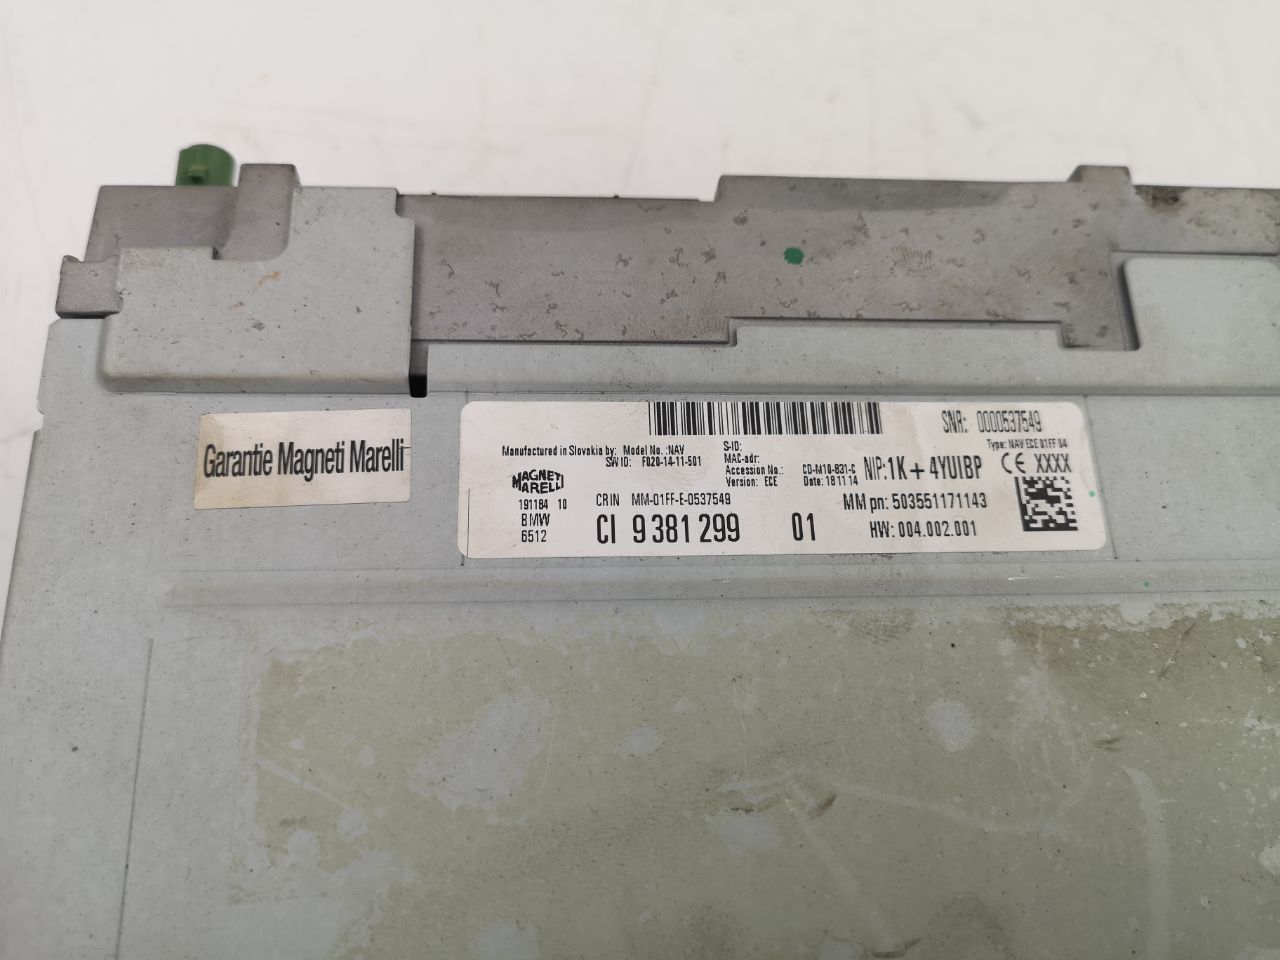 Garantie Magneti Marelli
SNR: 0000537549
Manufactured in Slovakia by: Model No.: NAV
S-ID:
Type: NAV ECE 01FF 04
SW ID: F020-14-11-501
MAC-adr:
Accession No.: CD-M10-831-C
NIP:1K+4YUIBP
CE XXXX
Version: ECE
Date: 18 11 14
MAGNETI
MARELLI
CRIN MM-01FF-E-0537549
MM pn: 503551171143
191184 10
BMW
6512
CI 9 381 299 01
HW: 004.002.001